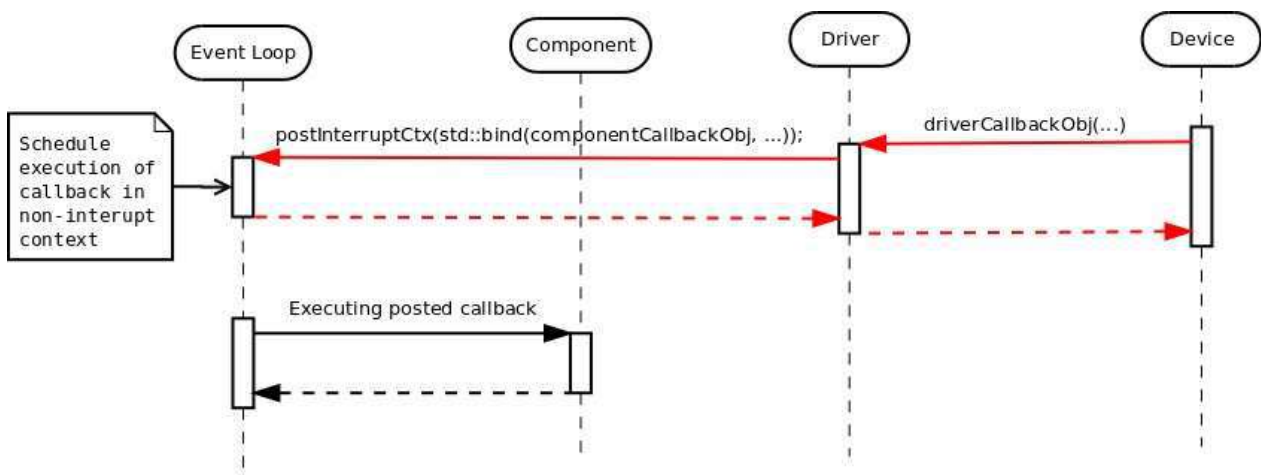 Event Loop
Component
Driver
Device
Schedule
execution of
callback in
non-interupt
context
postInterruptCtx(std::bind(componentCallbackObj, ...));
driverCallbackObj(...)
Executing posted callback